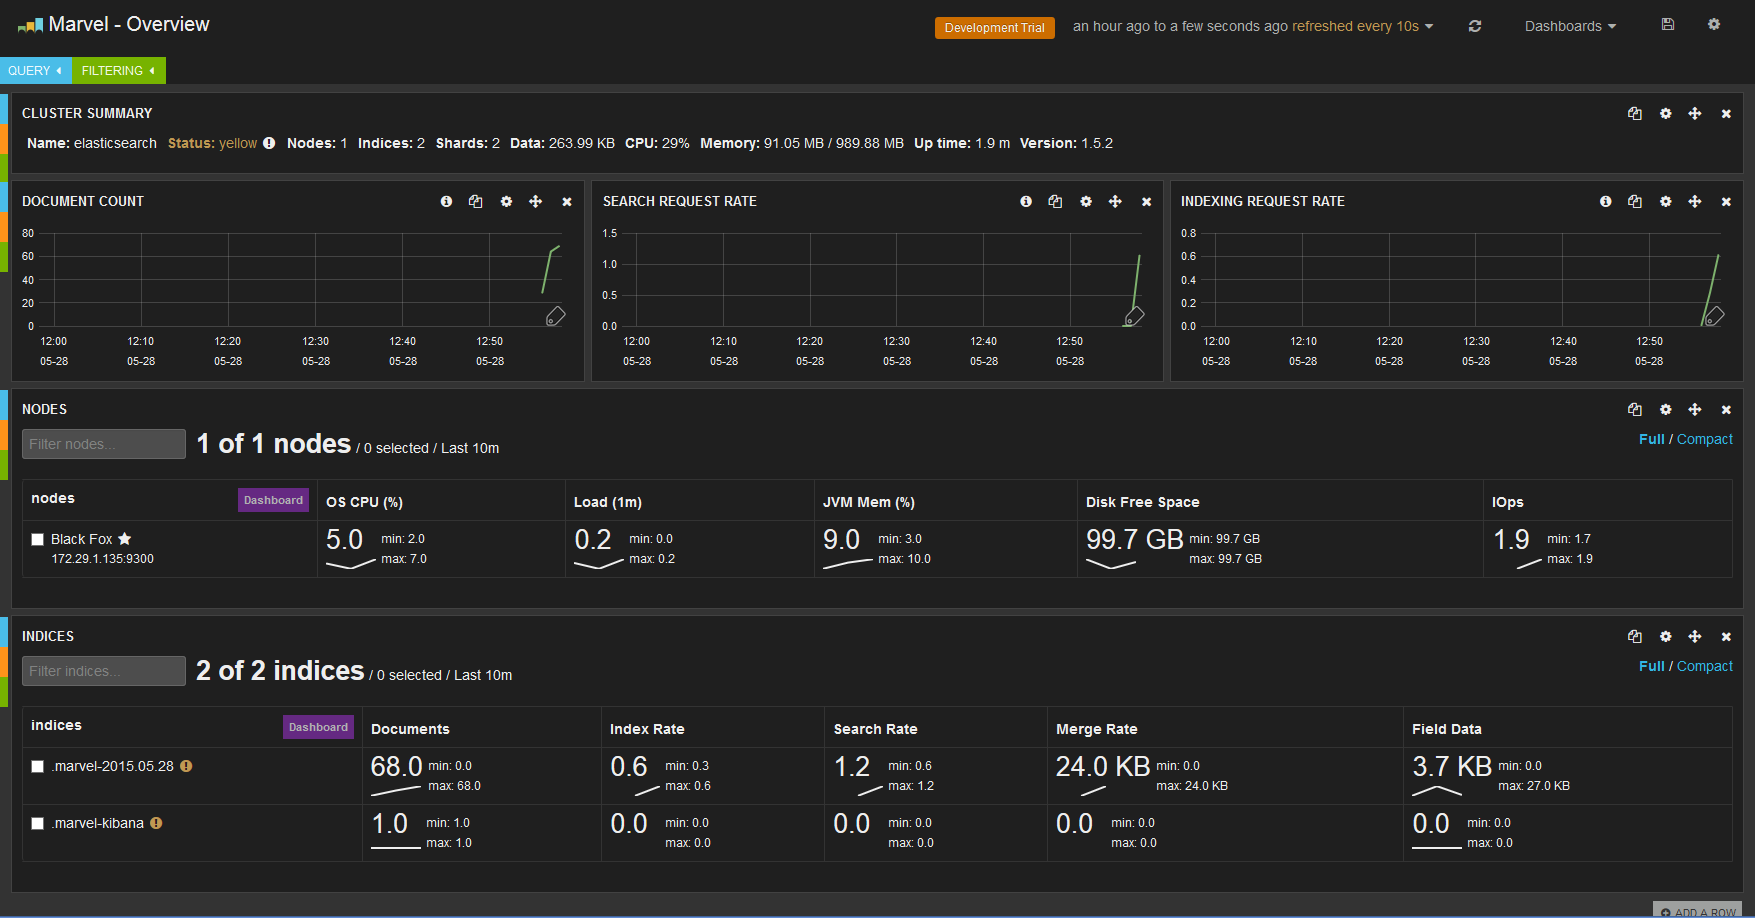 Marvel - Overview
Development Trial an hour ago to a few seconds ago refreshed every 10s Dashboards
QUERY FILTERING
CLUSTER SUMMARY
Name: elasticsearch Status: yellow Nodes: 1 Indices: 2 Shards: 2 Data: 263.99 KB CPU: 29% Memory: 91.05 MB / 989.88 MB Up time: 1.9 m Version: 1.5.2
DOCUMENT COUNT
80
60
40
20
0
12:00 12:10 12:20 12:30 12:40 12:50
05-28 05-28 05-28 05-28 05-28 05-28
SEARCH REQUEST RATE
1.5
1.0
0.5
0.0
12:00 12:10 12:20 12:30 12:40 12:50
05-28 05-28 05-28 05-28 05-28 05-28
INDEXING REQUEST RATE
0.8
0.6
0.4
0.2
0.0
12:00 12:10 12:20 12:30 12:40 12:50
05-28 05-28 05-28 05-28 05-28 05-28
NODES
Filter nodes... 1 of 1 nodes / 0 selected / Last 10m
Full / Compact
nodes Dashboard OS CPU (%) Load (1m) JVM Mem (%) Disk Free Space IOps
Black Fox 5.0 min: 2.0 0.2 min: 0.0 9.0 min: 3.0 99.7 GB min: 99.7 GB 1.9 min: 1.7
172.29.1.135:9300 max: 7.0 max: 0.2 max: 10.0 max: 99.7 GB max: 1.9
INDICES
Filter indices... 2 of 2 indices / 0 selected / Last 10m
Full / Compact
indices Dashboard Documents Index Rate Search Rate Merge Rate Field Data
.marvel-2015.05.28 68.0 min: 0.0 0.6 min: 0.3 1.2 min: 0.6 24.0 KB min: 0.0 3.7 KB min: 0.0
max: 68.0 max: 0.6 max: 1.2 max: 24.0 KB max: 27.0 KB
.marvel-kibana 1.0 min: 1.0 0.0 min: 0.0 0.0 min: 0.0 0.0 min: 0.0 0.0 min: 0.0
max: 1.0 max: 0.0 max: 0.0 max: 0.0 max: 0.0
ADD A ROW